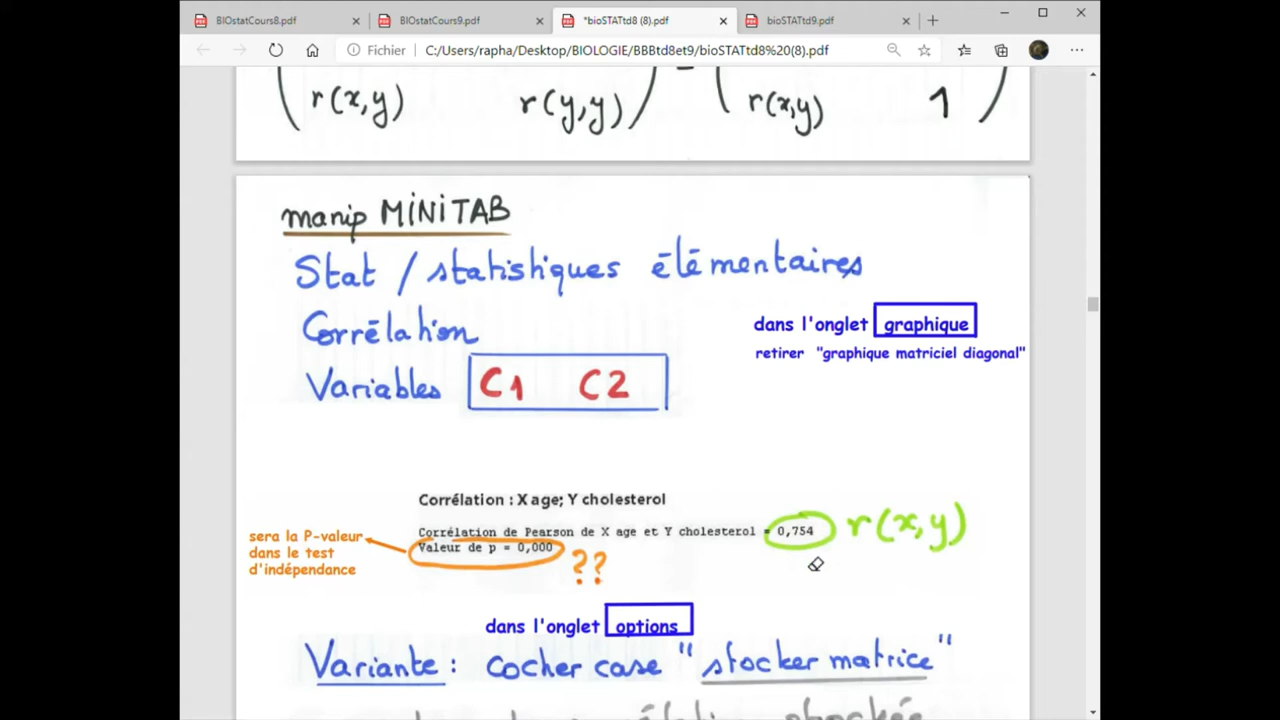 BIOstatCours8.pdf
BIOstatCours9.pdf
*bioSTATtd8 (8).pdf
bioSTATtd9.pdf
Fichier
C:/Users/rapha/Desktop/BIOLOGIE/BBBtd8et9/bioSTATtd8%20(8).pdf
r(x,y) r(y,y) = r(x,y) 1
manip MINITAB
Stat / statistiques élémentaires
Corrélation
dans l'onglet graphique
retirer "graphique matriciel diagonal"
Variables C1 C2
Corrélation : X age; Y cholesterol
Corrélation de Pearson de X age et Y cholesterol = 0,754
r(x,y)
Valeur de p = 0,000
??
sera la P-valeur
dans le test
d'indépendance
dans l'onglet options
Variante : cocher case "stocker matrice"